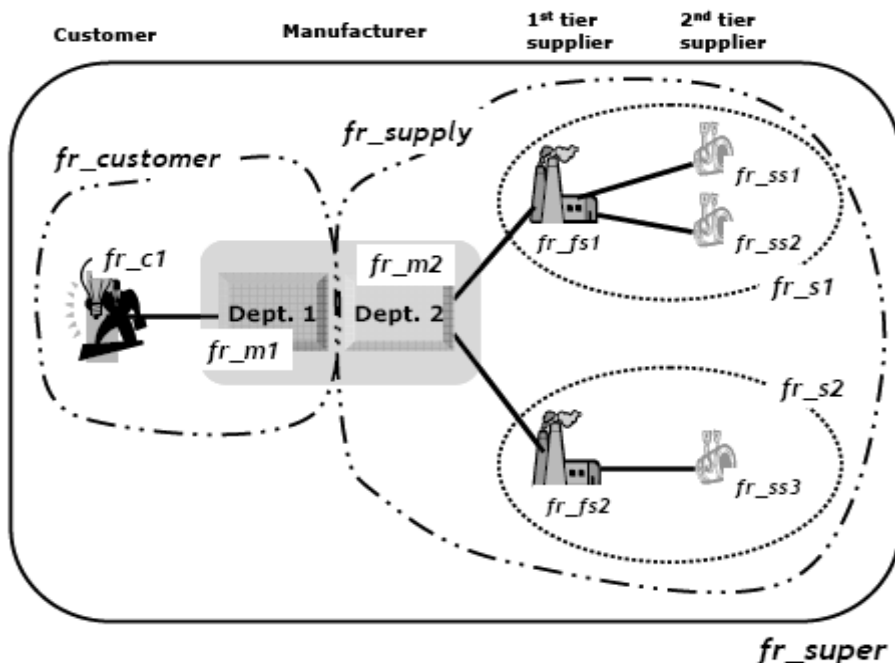 Customer
Manufacturer
1st tier
supplier
2nd tier
supplier
fr_customer
fr_supply
fr_ss1
fr_fs1
fr_ss2
fr_s1
fr_c1
fr_m2
Dept. 1
Dept. 2
fr_m1
fr_s2
fr_fs2
fr_ss3
fr_super